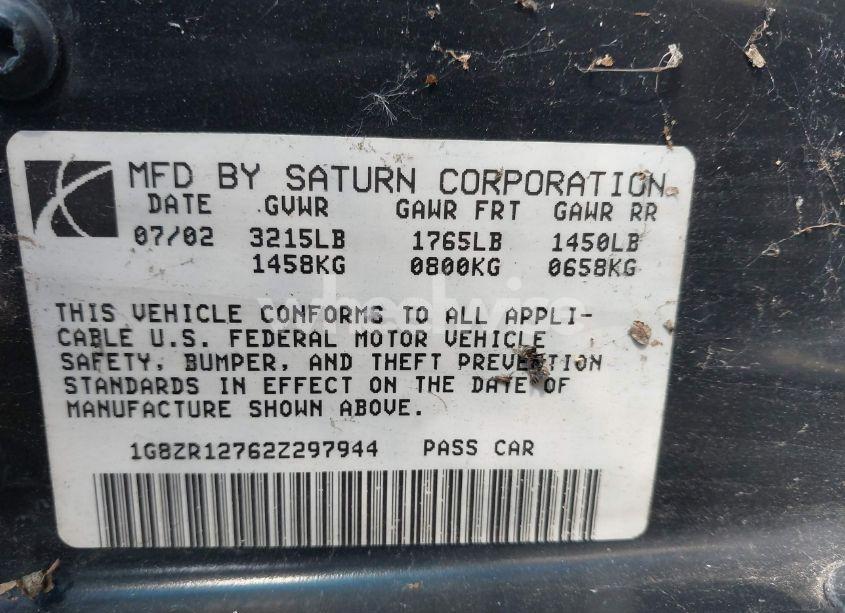 MFD BY SATURN CORPORATION
DATE GVWR GAWR FRT GAWR RR
07/02 3215LB 1765LB 1450LB
1458KG 0800KG 0658KG
wheelwire
THIS VEHICLE CONFORMS TO ALL APPLI-
CABLE U.S. FEDERAL MOTOR VEHICLE
SAFETY, BUMPER, AND THEFT PREVENTION
STANDARDS IN EFFECT ON THE DATE OF
MANUFACTURE SHOWN ABOVE.
1G8ZR12762Z297944 PASS CAR